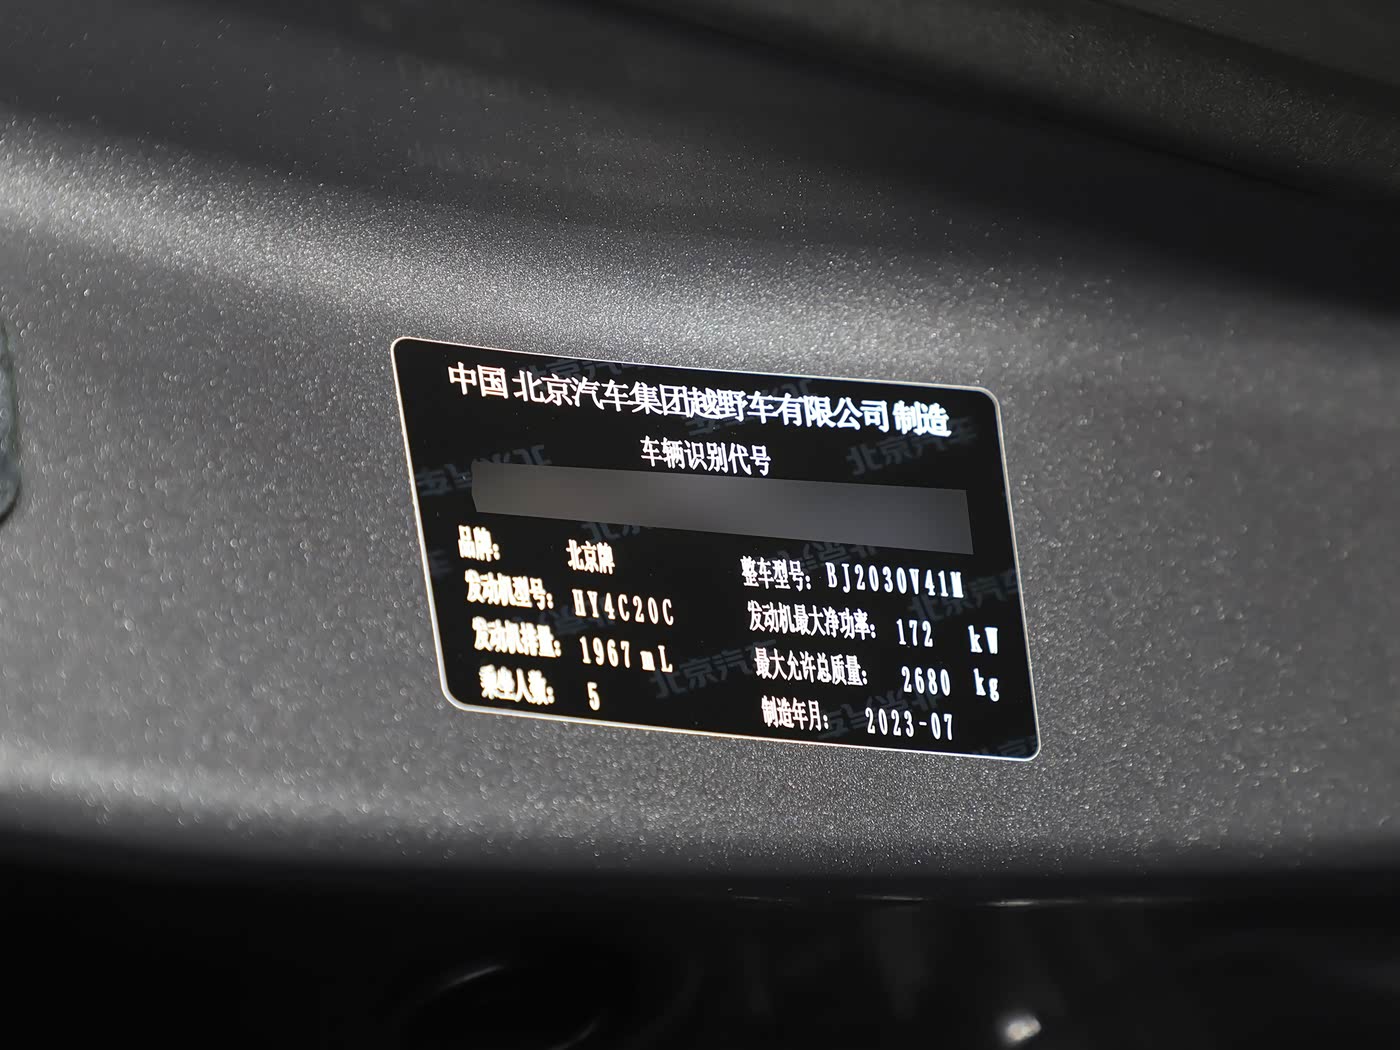 中国 北京汽车集团越野车有限公司 制造
车辆识别代号
品牌： 北京牌 整车型号：BJ2030V41M
发动机型号：HY4C20C 发动机最大净功率：172 kW
发动机排量：1967mL 最大允许总质量：2680 kg
乘坐人数：5 制造年月：2023-07